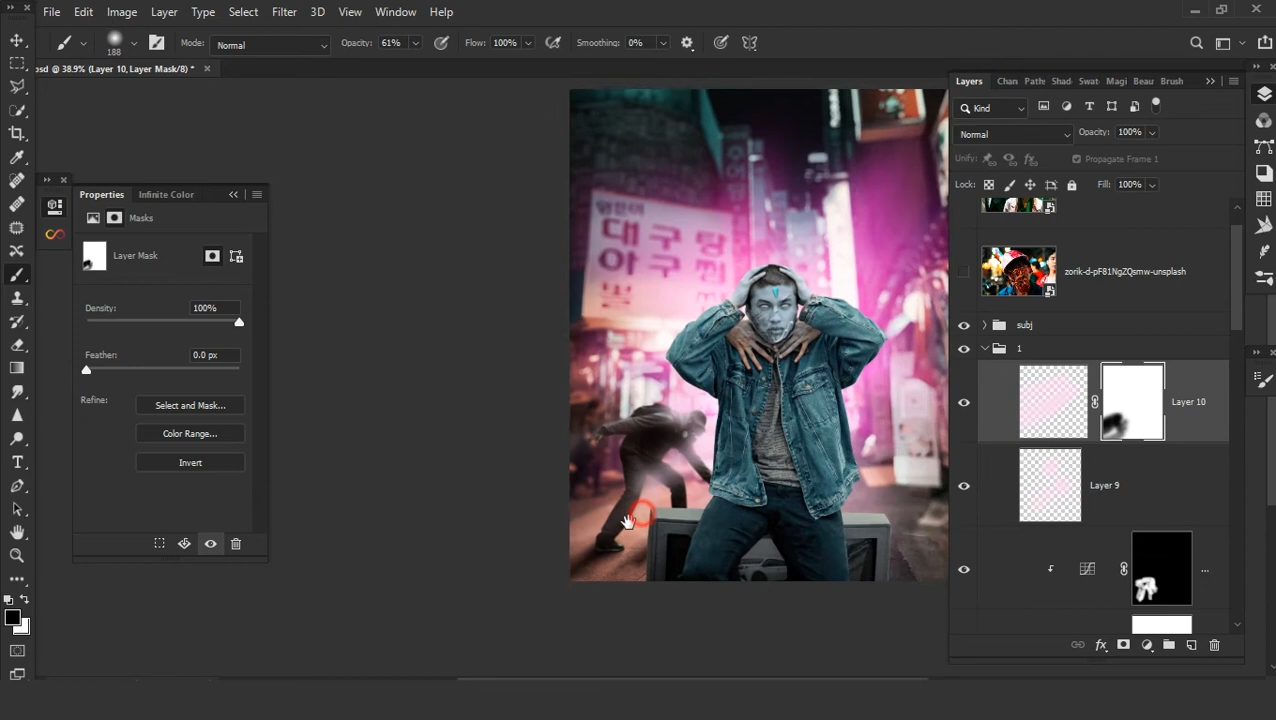 File Edit Image Layer Type Select Filter 3D View Window Help
188 Mode: Normal Opacity: 61% Flow: 100% Smoothing: 0%
psd @ 38.9% (Layer 10, Layer Mask/8) * ×
Layers Chan Paths Shad Swat Magi Beau Brush
Kind
Normal Opacity: 100%
Unify: Propagate Frame 1
Lock: Fill: 100%
zorik-d-pF81NgZQsmw-unsplash
subj
1
Layer 10
Layer 9
...
Properties Infinite Color
Masks
Layer Mask
Density: 100%
Feather: 0.0 px
Refine: Select and Mask...
Color Range...
Invert
대구탕
아구